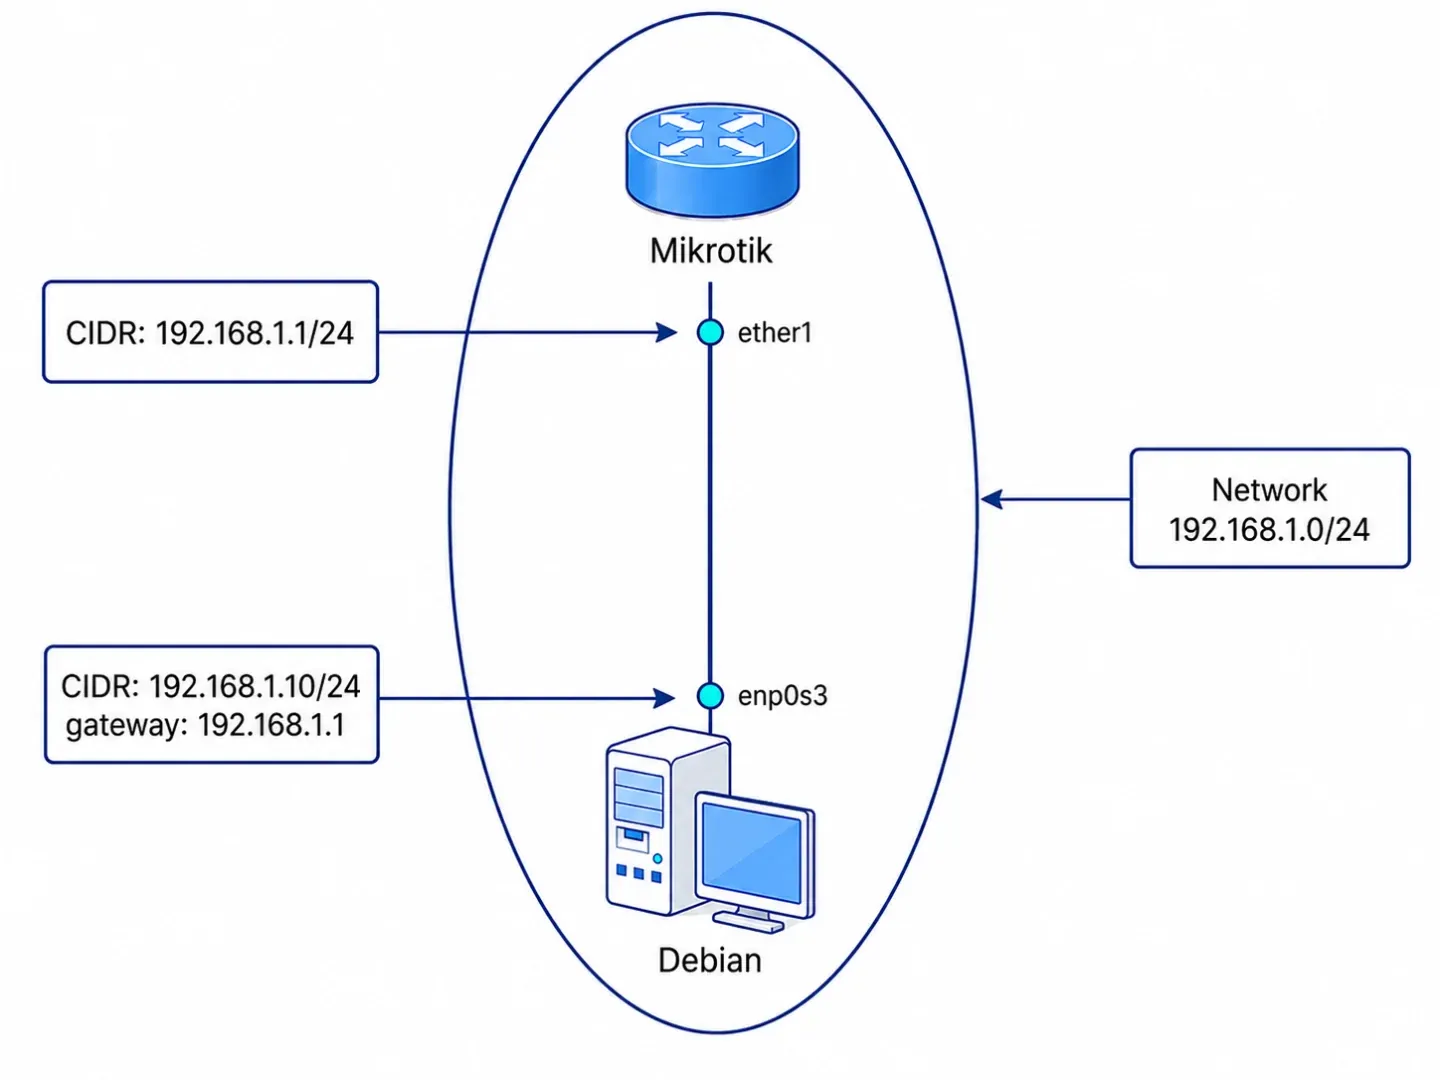 Mikrotik
CIDR: 192.168.1.1/24
ether1
Network
192.168.1.0/24
CIDR: 192.168.1.10/24
gateway: 192.168.1.1
enp0s3
Debian